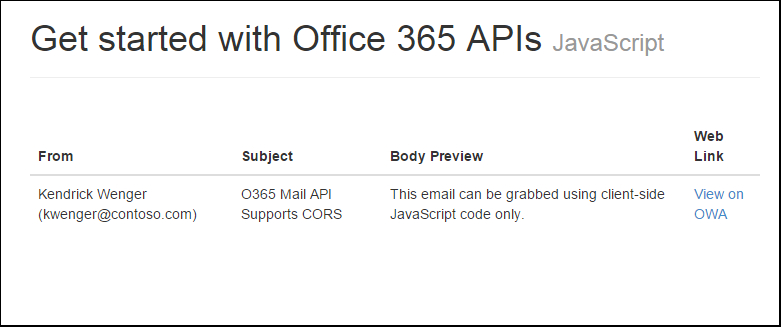 Get started with Office 365 APIs JavaScript
Web
From Subject Body Preview Link
Kendrick Wenger O365 Mail API This email can be grabbed using client-side View on
(kwenger@contoso.com) Supports CORS JavaScript code only. OWA